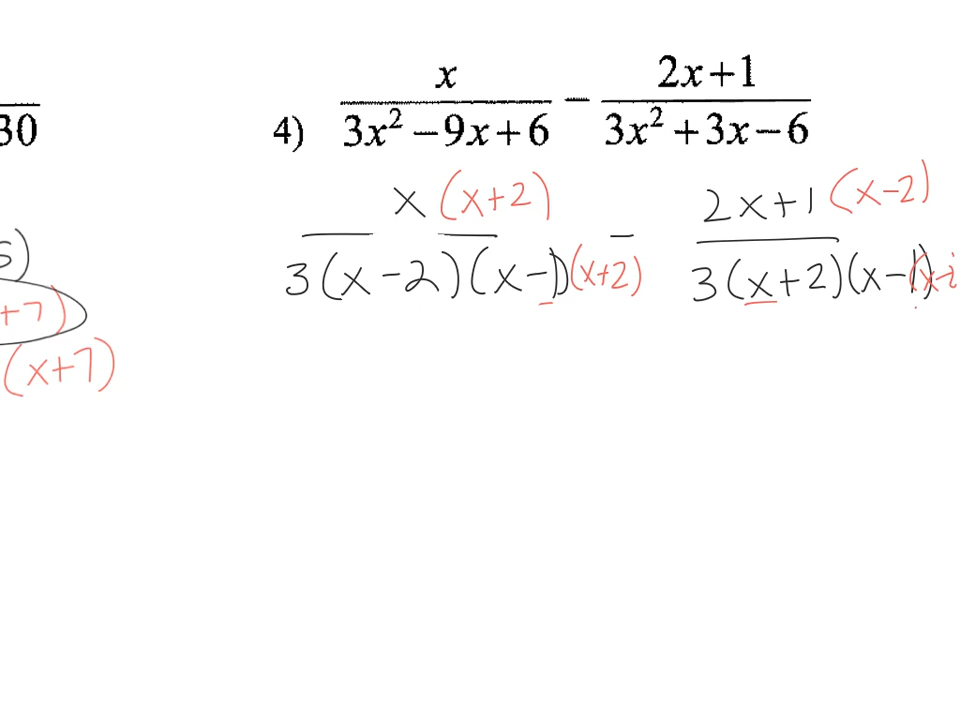 4) x/(3x² − 9x + 6) − (2x+1)/(3x² + 3x − 6)
30
x (x+2)   2x+1 (x−2)
3(x−2)(x−1)(x+2) − 3(x+2)(x−1)
5)
+7)
(x+7)